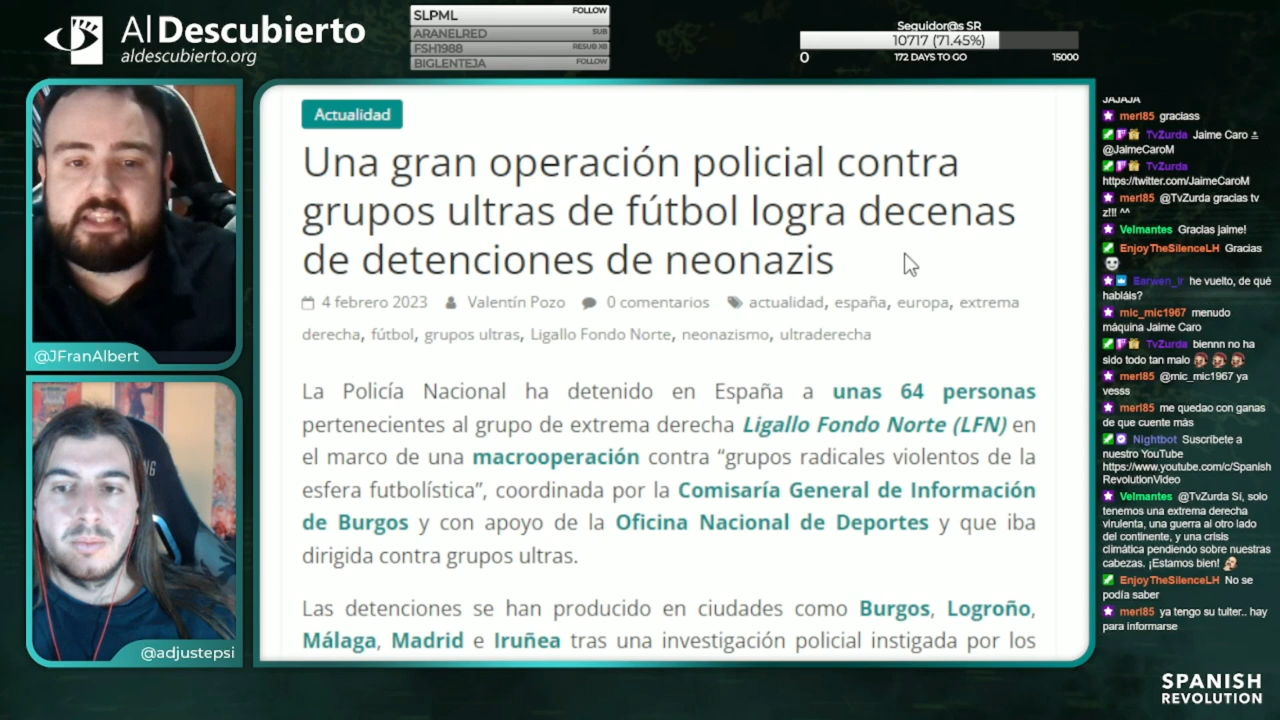 Al Descubierto
aldescubierto.org
SLPML FOLLOW
ARANELRED SUB
FSH1988 RESUB X8
BIGLENTEJA FOLLOW
Seguidor@s SR
10717 (71.45%)
0 172 DAYS TO GO 15000
@JFranAlbert
@adjustepsi
Actualidad
Una gran operación policial contra
grupos ultras de fútbol logra decenas
de detenciones de neonazis
4 febrero 2023 Valentín Pozo 0 comentarios actualidad, españa, europa, extrema
derecha, fútbol, grupos ultras, Ligallo Fondo Norte, neonazismo, ultraderecha
La Policía Nacional ha detenido en España a unas 64 personas
pertenecientes al grupo de extrema derecha Ligallo Fondo Norte (LFN) en
el marco de una macrooperación contra “grupos radicales violentos de la
esfera futbolística”, coordinada por la Comisaría General de Información
de Burgos y con apoyo de la Oficina Nacional de Deportes y que iba
dirigida contra grupos ultras.
Las detenciones se han producido en ciudades como Burgos, Logroño,
Málaga, Madrid e Iruñea tras una investigación policial instigada por los
JAJAJA
merl85 graciass
TvZurda Jaime Caro
@JaimeCaroM
TvZurda
https://twitter.com/JaimeCaroM
merl85 @TvZurda gracias tv
z!!! ^^
Velmantes Gracias jaime!
EnjoyTheSilenceLH Gracias
Earwen_ir he vuelto, de qué
habláis?
mic_mic1967 menudo
máquina Jaime Caro
TvZurda biennn no ha
sido todo tan malo
merl85 @mic_mic1967 ya
vesss
merl85 me quedao con ganas
de que cuente más
Nightbot Suscríbete a
nuestro YouTube
https://www.youtube.com/c/Spanish
RevolutionVideo
Velmantes @TvZurda Sí, solo
tenemos una extrema derecha
virulenta, una guerra al otro lado
del continente, y una crisis
climática pendiendo sobre nuestras
cabezas. ¡Estamos bien!
EnjoyTheSilenceLH No se
podía saber
merl85 ya tengo su tulter.. hay
para informarse
SPANISH
REVOLUTION